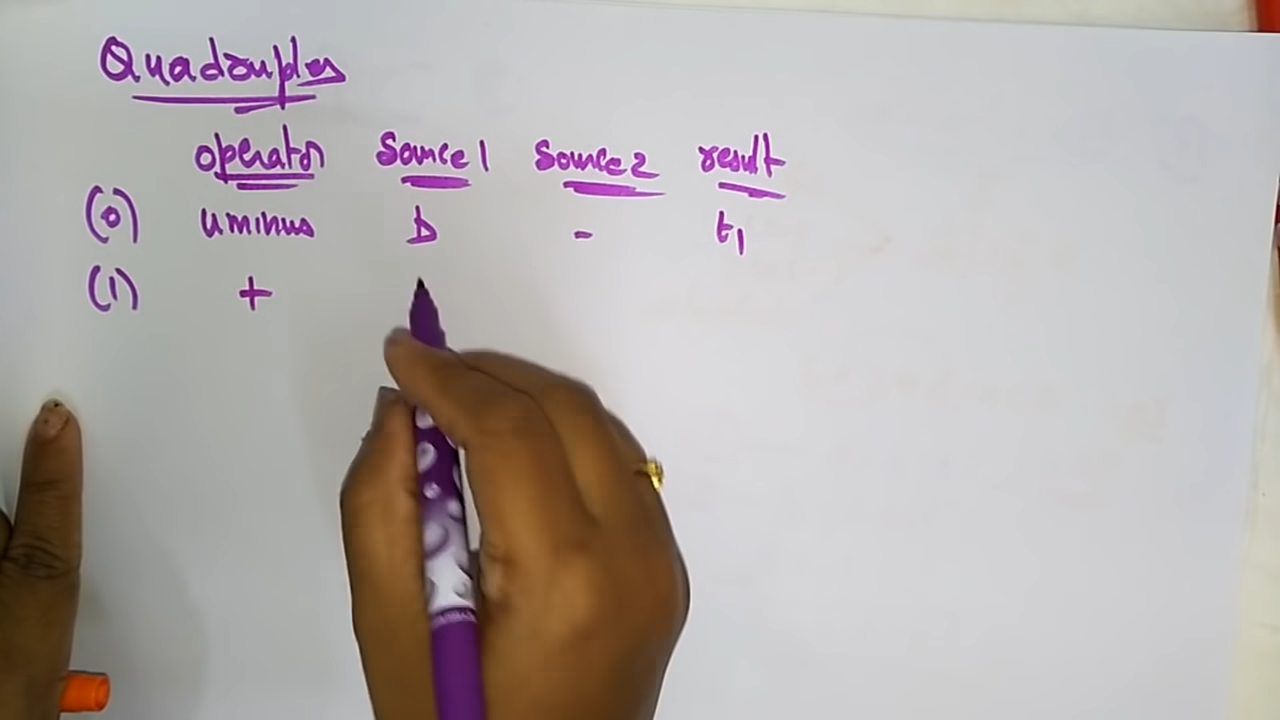 Quadruples
operator source1 source2 result
(0) uminus b - t1
(1) +